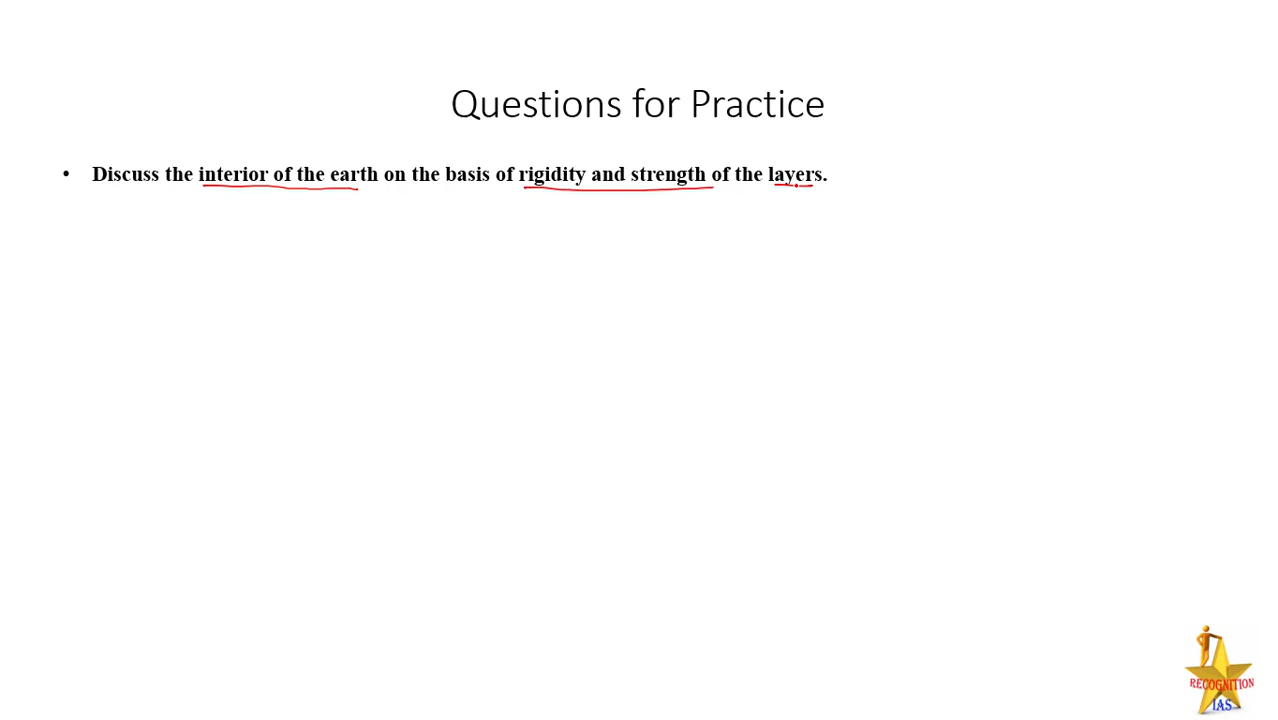 Questions for Practice
• Discuss the interior of the earth on the basis of rigidity and strength of the layers.
RECOGNITION
IAS